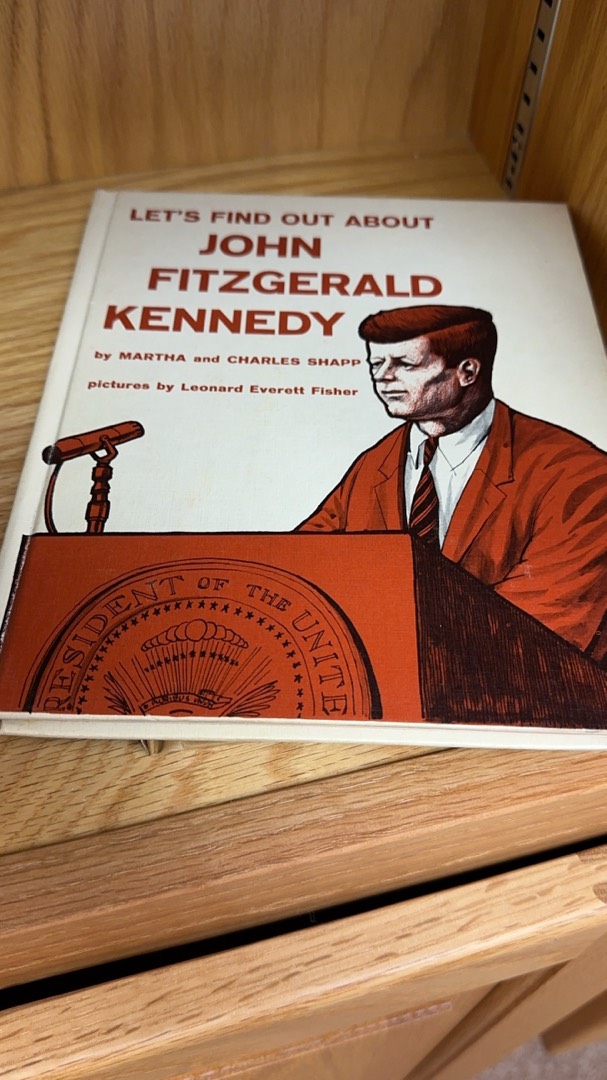 LET'S FIND OUT ABOUT
JOHN
FITZGERALD
KENNEDY
by MARTHA and CHARLES SHAPP
pictures by Leonard Everett Fisher
RESIDENT OF THE UNITE